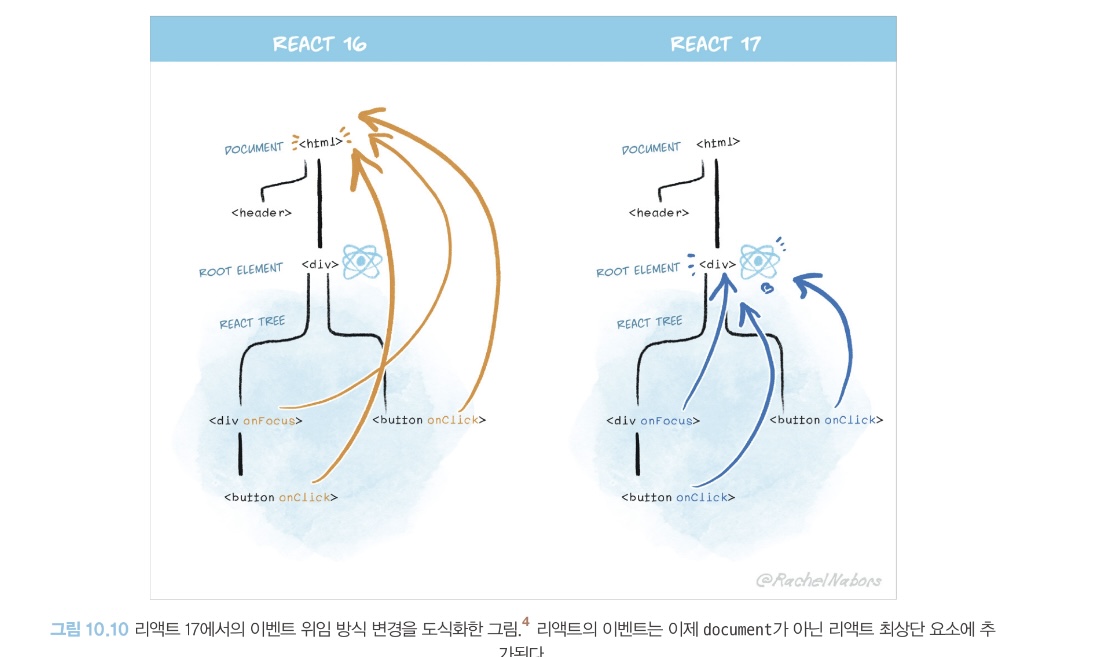 REACT 16
REACT 17
DOCUMENT <html>
<header>
ROOT ELEMENT <div>
REACT TREE
<div onFocus>
<button onClick>
<button onClick>
DOCUMENT <html>
<header>
ROOT ELEMENT <div>
REACT TREE
<div onFocus>
<button onClick>
<button onClick>
@RachelNabors
그림 10.10 리액트 17에서의 이벤트 위임 방식 변경을 도식화한 그림.4 리액트의 이벤트는 이제 document가 아닌 리액트 최상단 요소에 추
가된다